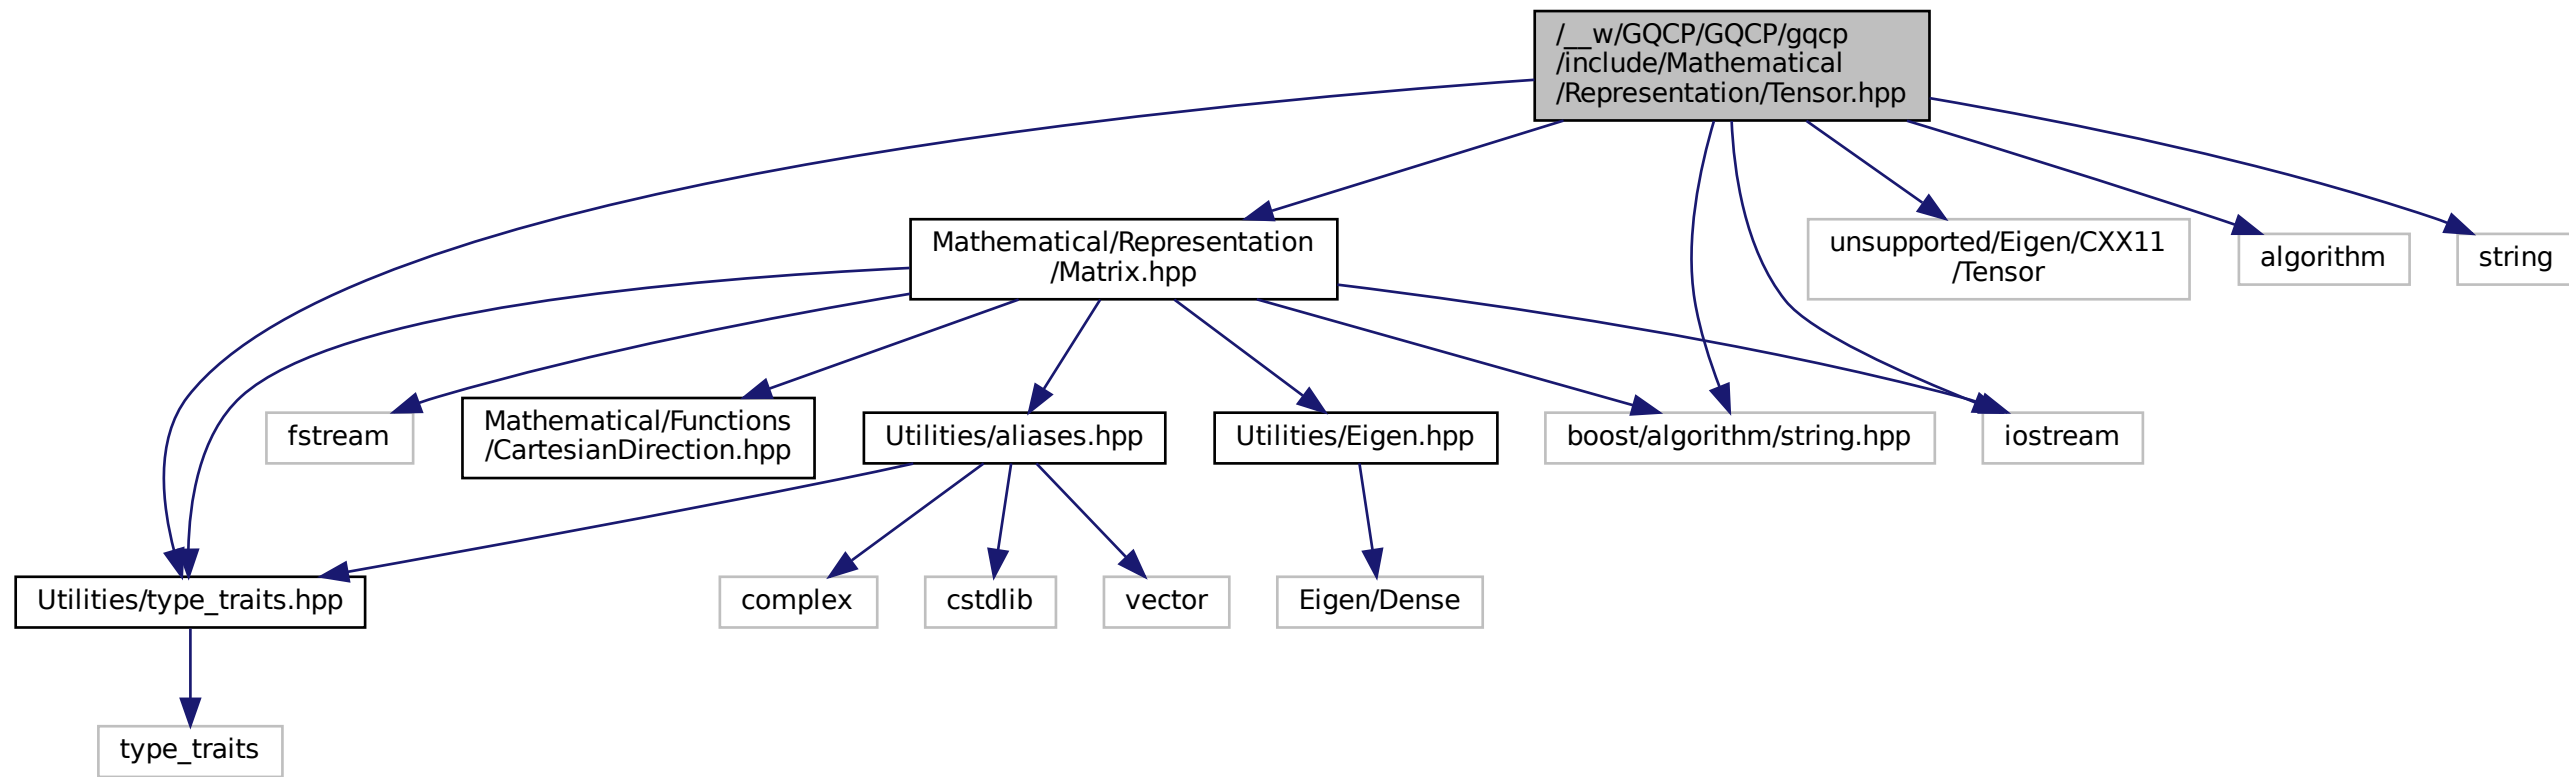 /__w/GQCP/GQCP/gqcp
/include/Mathematical
/Representation/Tensor.hpp
Mathematical/Representation
/Matrix.hpp
unsupported/Eigen/CXX11
/Tensor
algorithm
string
fstream
Mathematical/Functions
/CartesianDirection.hpp
Utilities/aliases.hpp
Utilities/Eigen.hpp
boost/algorithm/string.hpp
iostream
Utilities/type_traits.hpp
complex
cstdlib
vector
Eigen/Dense
type_traits